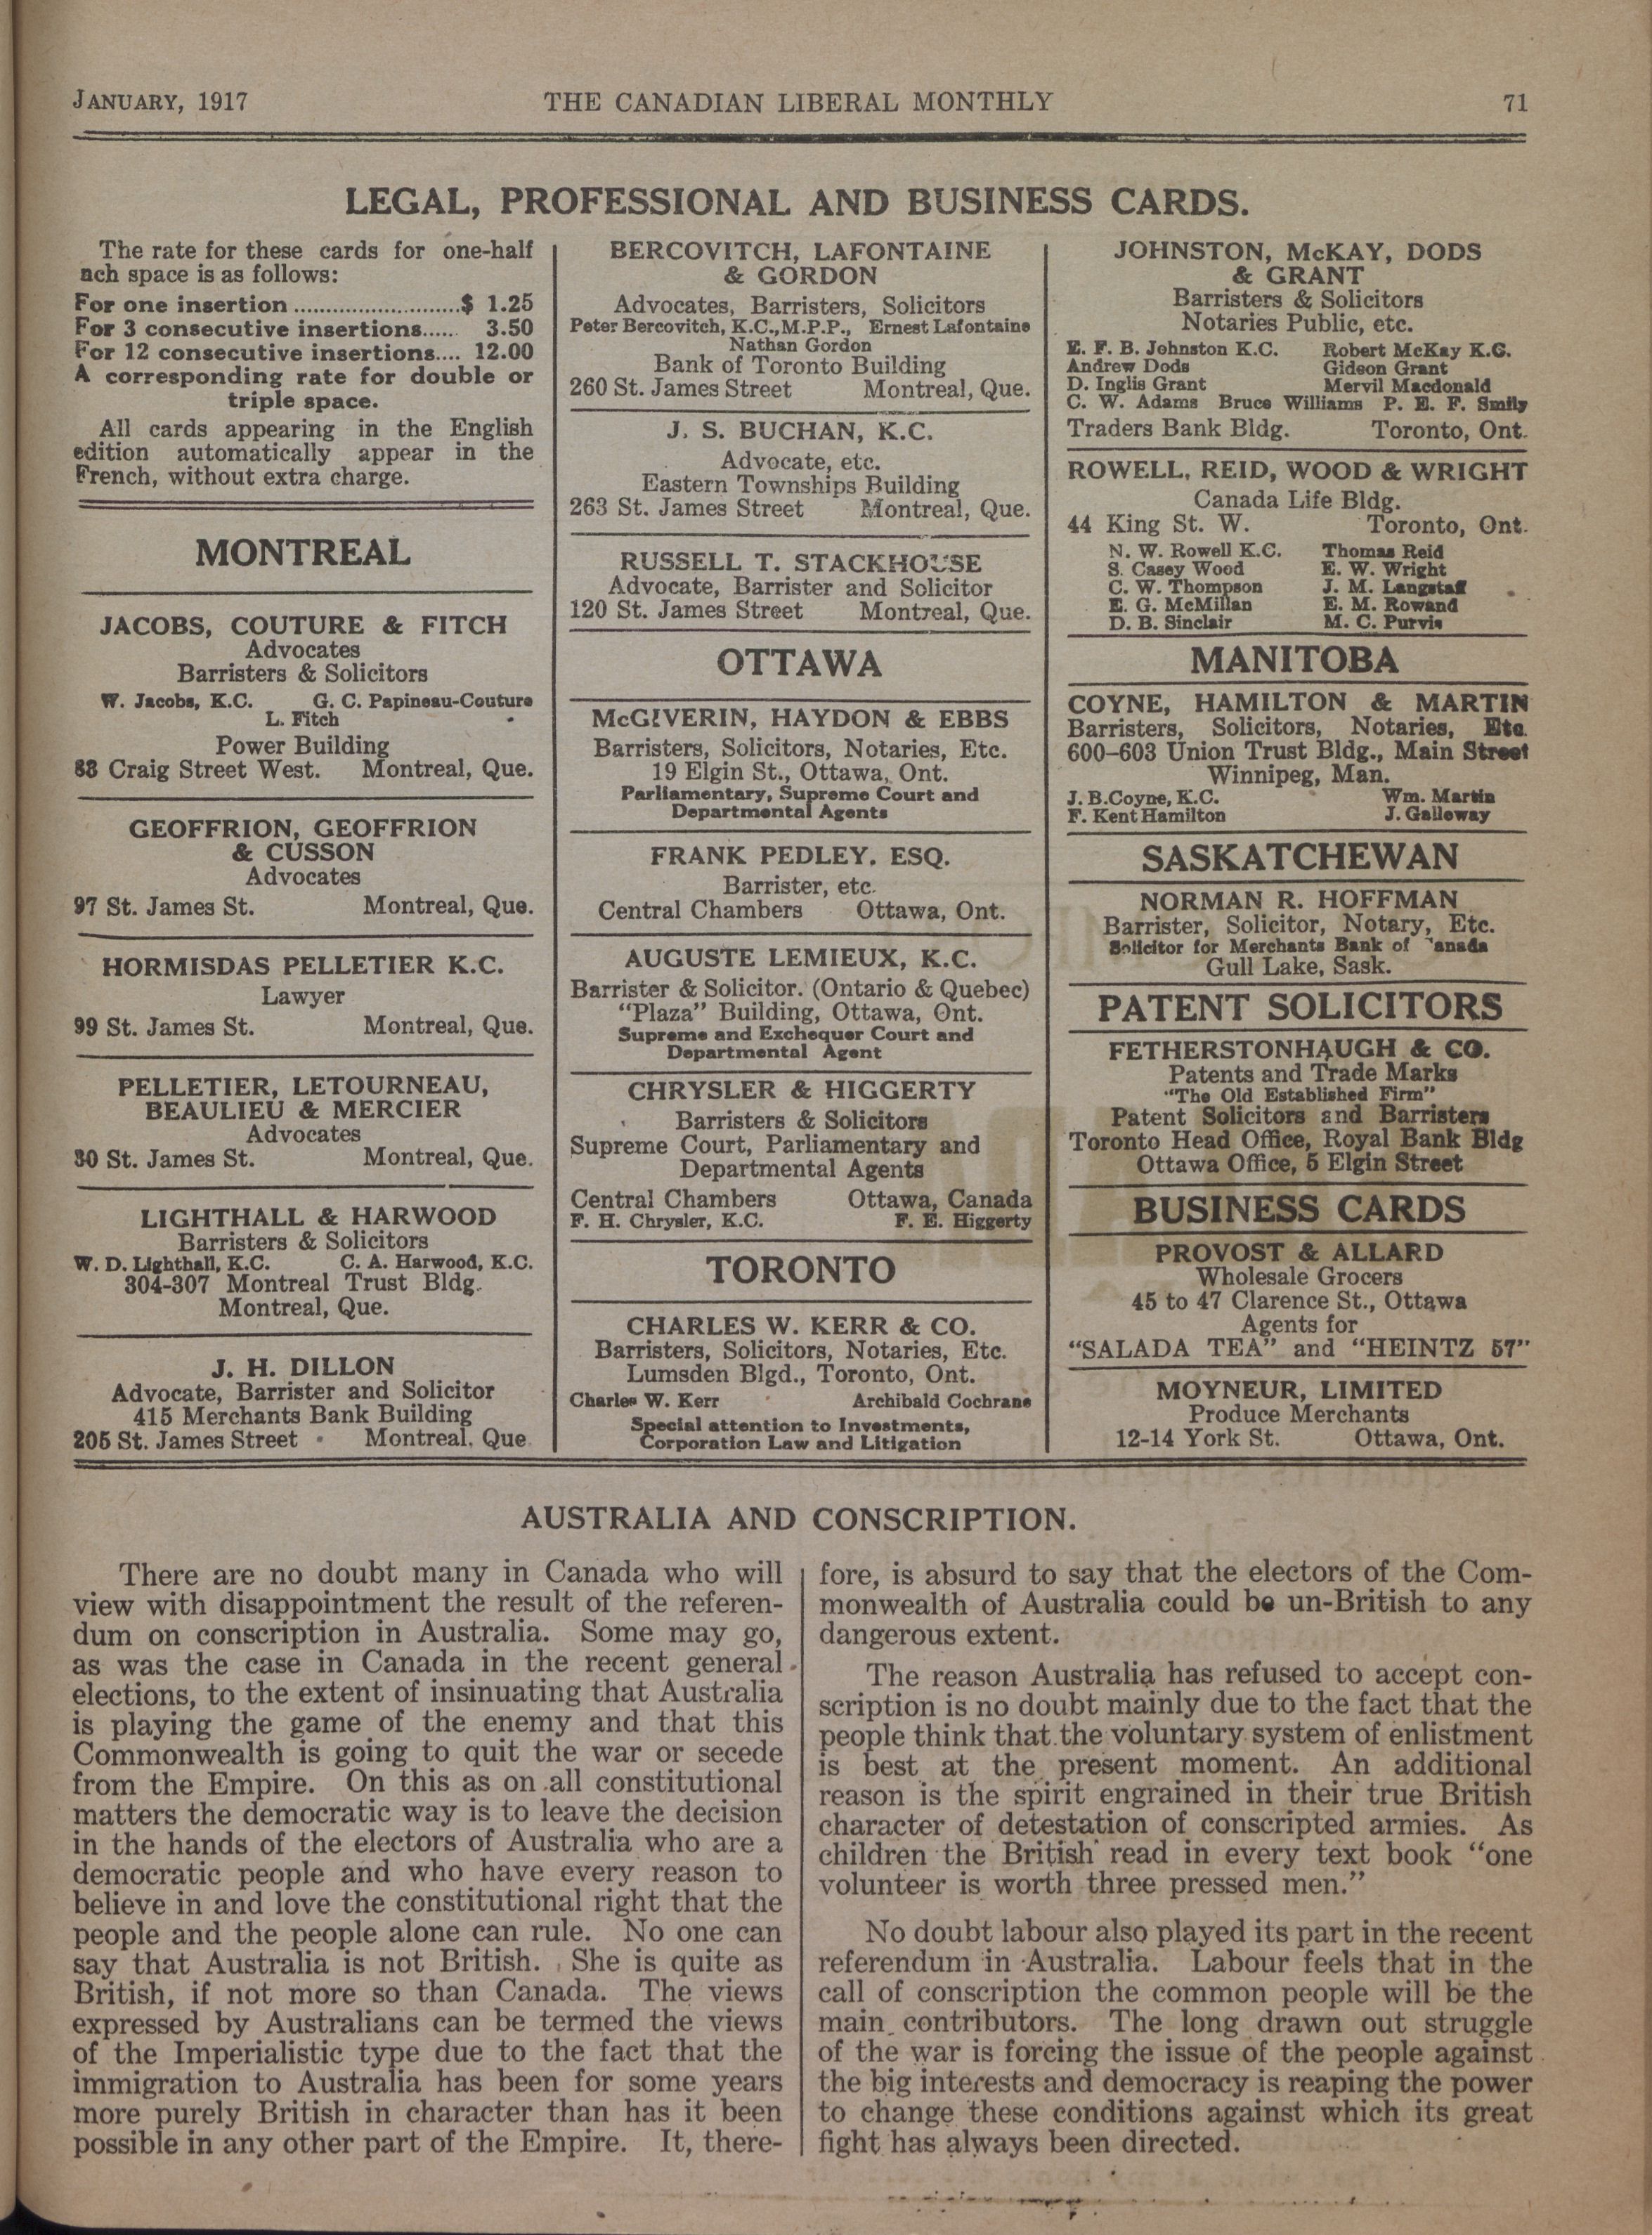 JANUARY, 1917 THE CANADIAN LIBERAL MONTHLY 71
LEGAL, PROFESSIONAL AND BUSINESS CARDS.
The rate for these cards for one-half
nch space is as follows:
For one insertion ..........................$ 1.25
For 3 consecutive insertions...... 3.50
For 12 consecutive insertions.... 12.00
A corresponding rate for double or
triple space.
All cards appearing in the English
edition automatically appear in the
French, without extra charge.
MONTREAL
JACOBS, COUTURE & FITCH
Advocates
Barristers & Solicitors
W. Jacobs, K.C. G. C. Papineau-Couture
L. Fitch
Power Building
83 Craig Street West. Montreal, Que.
GEOFFRION, GEOFFRION
& CUSSON
Advocates
97 St. James St. Montreal, Que.
HORMISDAS PELLETIER K.C.
Lawyer
99 St. James St. Montreal, Que.
PELLETIER, LETOURNEAU,
BEAULIEU & MERCIER
Advocates
30 St. James St. Montreal, Que.
LIGHTHALL & HARWOOD
Barristers & Solicitors
W. D. Lighthall, K.C. C. A. Harwood, K.C.
304-307 Montreal Trust Bldg.
Montreal, Que.
J. H. DILLON
Advocate, Barrister and Solicitor
415 Merchants Bank Building
205 St. James Street Montreal, Que
BERCOVITCH, LAFONTAINE
& GORDON
Advocates, Barristers, Solicitors
Peter Bercovitch, K.C.,M.P.P., Ernest Lafontaine
Nathan Gordon
Bank of Toronto Building
260 St. James Street Montreal, Que.
J. S. BUCHAN, K.C.
Advocate, etc.
Eastern Townships Building
263 St. James Street Montreal, Que.
RUSSELL T. STACKHOUSE
Advocate, Barrister and Solicitor
120 St. James Street Montreal, Que.
OTTAWA
McGIVERIN, HAYDON & EBBS
Barristers, Solicitors, Notaries, Etc.
19 Elgin St., Ottawa, Ont.
Parliamentary, Supreme Court and
Departmental Agents
FRANK PEDLEY. ESQ.
Barrister, etc.
Central Chambers Ottawa, Ont.
AUGUSTE LEMIEUX, K.C.
Barrister & Solicitor. (Ontario & Quebec)
"Plaza" Building, Ottawa, Ont.
Supreme and Exchequer Court and
Departmental Agent
CHRYSLER & HIGGERTY
Barristers & Solicitors
Supreme Court, Parliamentary and
Departmental Agents
Central Chambers Ottawa, Canada
F. H. Chrysler, K.C. F. E. Higgerty
TORONTO
CHARLES W. KERR & CO.
Barristers, Solicitors, Notaries, Etc.
Lumsden Blgd., Toronto, Ont.
Charles W. Kerr Archibald Cochrane
Special attention to Investments,
Corporation Law and Litigation
JOHNSTON, McKAY, DODS
& GRANT
Barristers & Solicitors
Notaries Public, etc.
E. F. B. Johnston K.C. Robert McKay K.C.
Andrew Dods Gideon Grant
D. Inglis Grant Mervil Macdonald
C. W. Adams Bruce Williams P. E. F. Smily
Traders Bank Bldg. Toronto, Ont.
ROWELL, REID, WOOD & WRIGHT
Canada Life Bldg.
44 King St. W. Toronto, Ont.
N. W. Rowell K.C. Thomas Reid
S. Casey Wood E. W. Wright
C. W. Thompson J. M. Langstaff
E. G. McMillan E. M. Rowand
D. B. Sinclair M. C. Purvis
MANITOBA
COYNE, HAMILTON & MARTIN
Barristers, Solicitors, Notaries, Etc.
600-603 Union Trust Bldg., Main Street
Winnipeg, Man.
J. B.Coyne, K.C. Wm. Martin
F. Kent Hamilton J. Galloway
SASKATCHEWAN
NORMAN R. HOFFMAN
Barrister, Solicitor, Notary, Etc.
Solicitor for Merchants Bank of Canada
Gull Lake, Sask.
PATENT SOLICITORS
FETHERSTONHAUGH & CO.
Patents and Trade Marks
"The Old Established Firm"
Patent Solicitors and Barristers
Toronto Head Office, Royal Bank Bldg
Ottawa Office, 5 Elgin Street
BUSINESS CARDS
PROVOST & ALLARD
Wholesale Grocers
45 to 47 Clarence St., Ottawa
Agents for
"SALADA TEA" and "HEINTZ 57"
MOYNEUR, LIMITED
Produce Merchants
12-14 York St. Ottawa, Ont.
AUSTRALIA AND CONSCRIPTION.
There are no doubt many in Canada who will
view with disappointment the result of the referen-
dum on conscription in Australia. Some may go,
as was the case in Canada in the recent general
elections, to the extent of insinuating that Australia
is playing the game of the enemy and that this
Commonwealth is going to quit the war or secede
from the Empire. On this as on all constitutional
matters the democratic way is to leave the decision
in the hands of the electors of Australia who are a
democratic people and who have every reason to
believe in and love the constitutional right that the
people and the people alone can rule. No one can
say that Australia is not British. She is quite as
British, if not more so than Canada. The views
expressed by Australians can be termed the views
of the Imperialistic type due to the fact that the
immigration to Australia has been for some years
more purely British in character than has it been
possible in any other part of the Empire. It, there-
fore, is absurd to say that the electors of the Com-
monwealth of Australia could be un-British to any
dangerous extent.
The reason Australia has refused to accept con-
scription is no doubt mainly due to the fact that the
people think that the voluntary system of enlistment
is best at the present moment. An additional
reason is the spirit engrained in their true British
character of detestation of conscripted armies. As
children the British read in every text book "one
volunteer is worth three pressed men."
No doubt labour also played its part in the recent
referendum in Australia. Labour feels that in the
call of conscription the common people will be the
main contributors. The long drawn out struggle
of the war is forcing the issue of the people against
the big interests and democracy is reaping the power
to change these conditions against which its great
fight has always been directed.